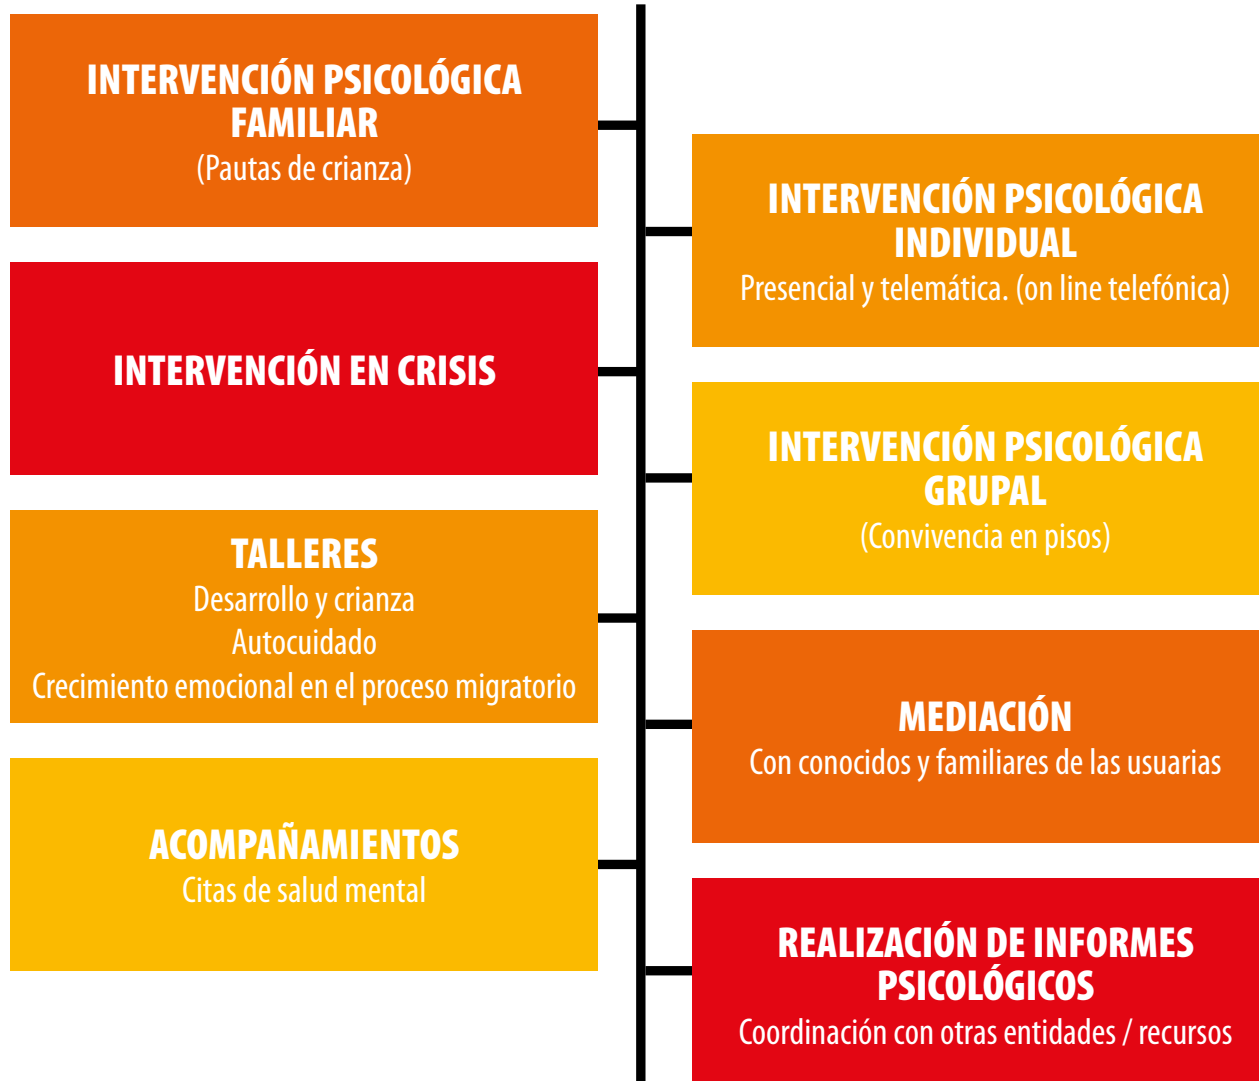 INTERVENCIÓN PSICOLÓGICA
FAMILIAR
(Pautas de crianza)
INTERVENCIÓN PSICOLÓGICA
INDIVIDUAL
Presencial y telemática. (on line telefónica)
INTERVENCIÓN EN CRISIS
INTERVENCIÓN PSICOLÓGICA
GRUPAL
(Convivencia en pisos)
TALLERES
Desarrollo y crianza
Autocuidado
Crecimiento emocional en el proceso migratorio
MEDIACIÓN
Con conocidos y familiares de las usuarias
ACOMPAÑAMIENTOS
Citas de salud mental
REALIZACIÓN DE INFORMES
PSICOLÓGICOS
Coordinación con otras entidades / recursos